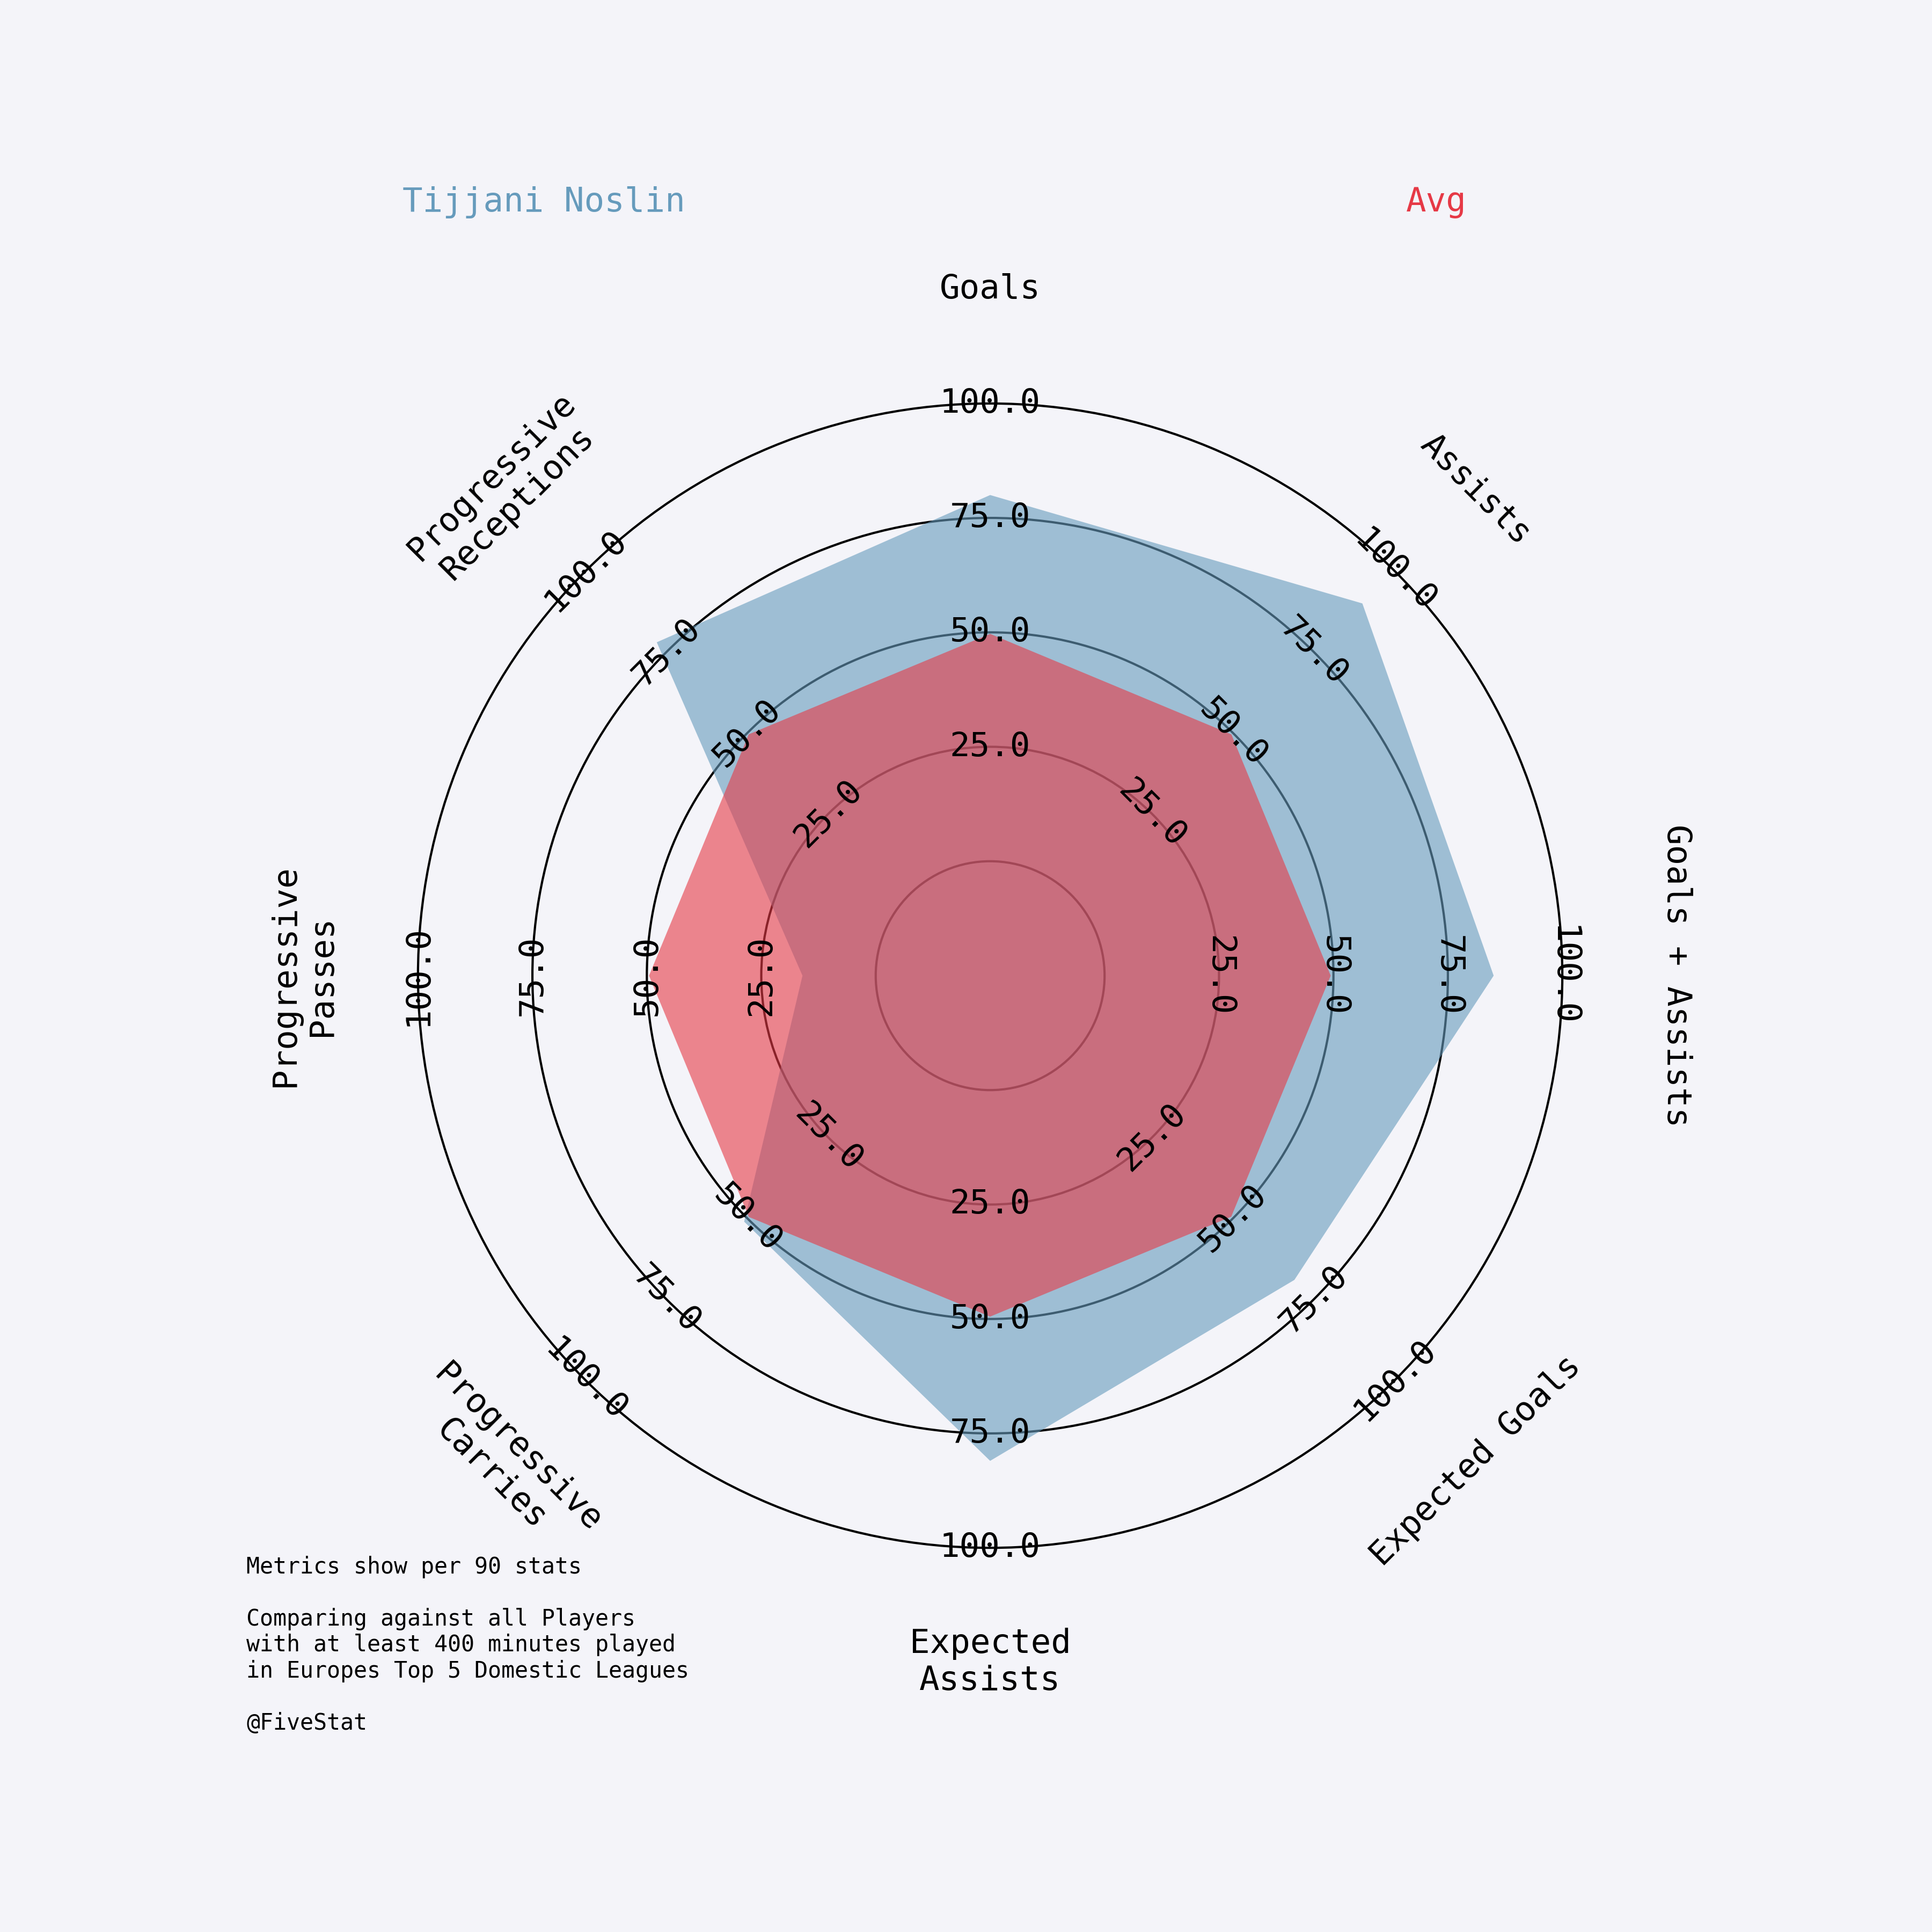 Tijjani Noslin
Avg
Goals
Assists
Goals + Assists
Expected Goals
Expected
Assists
Progressive
Carries
Progressive
Passes
Progressive
Receptions
25.0
50.0
75.0
100.0
25.0
50.0
75.0
100.0
25.0
50.0
75.0
100.0
25.0
50.0
75.0
100.0
25.0
50.0
75.0
100.0
25.0
50.0
75.0
100.0
25.0
50.0
75.0
100.0
25.0
50.0
75.0
100.0
Metrics show per 90 stats
Comparing against all Players
with at least 400 minutes played
in Europes Top 5 Domestic Leagues
@FiveStat